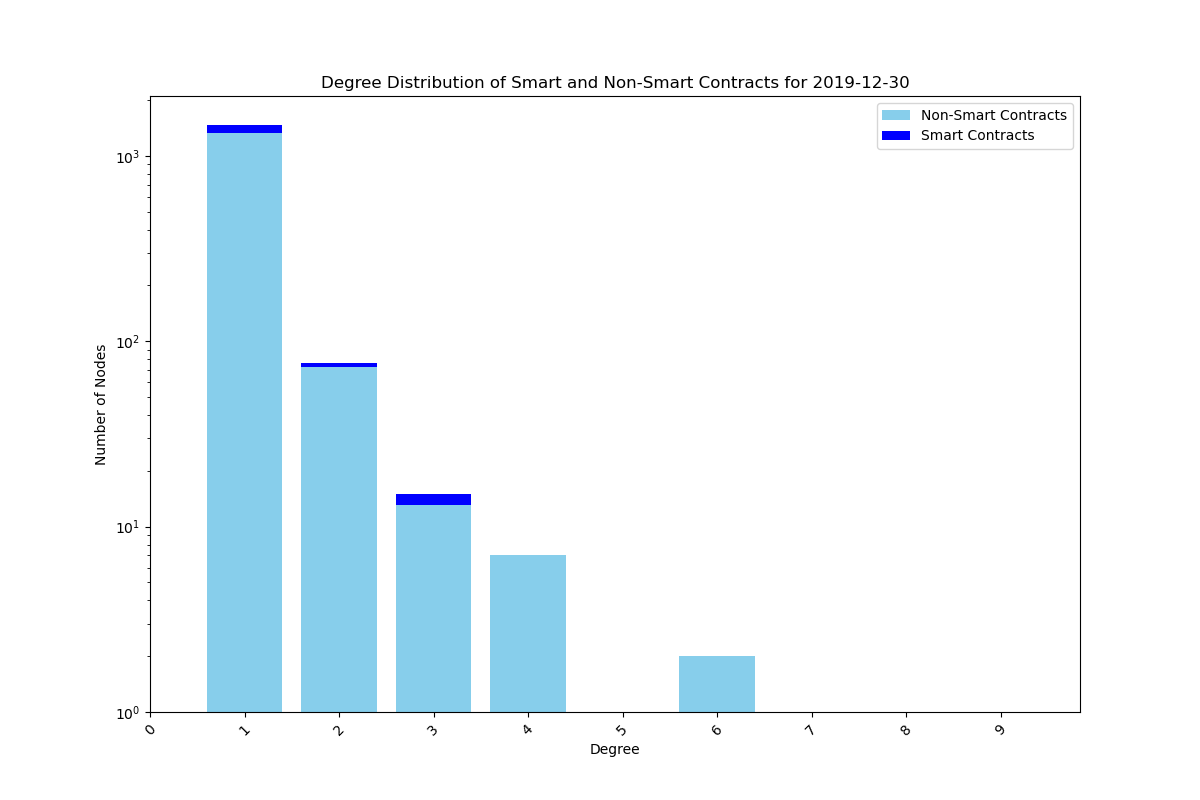 Degree Distribution of Smart and Non-Smart Contracts for 2019-12-30
Non-Smart Contracts
Smart Contracts
Number of Nodes
10³
10²
10¹
10⁰
0 1 2 3 4 5 6 7 8 9
Degree